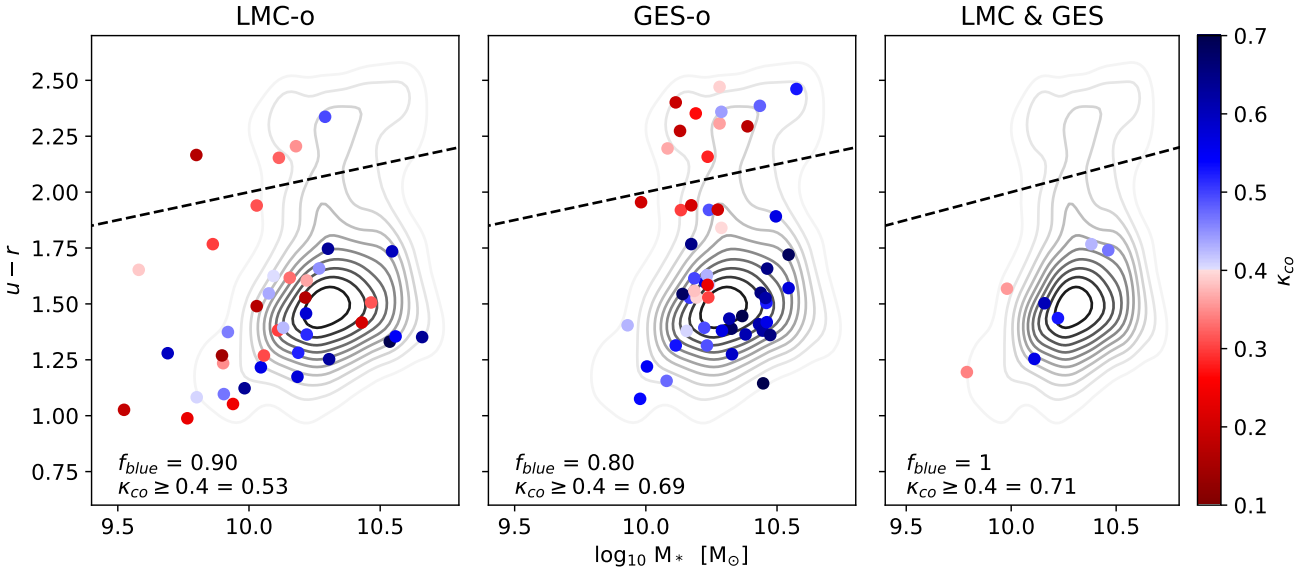 LMC-o
GES-o
LMC & GES
u − r
2.50
2.25
2.00
1.75
1.50
1.25
1.00
0.75
f_blue = 0.90
κ_co ≥ 0.4 = 0.53
f_blue = 0.80
κ_co ≥ 0.4 = 0.69
f_blue = 1
κ_co ≥ 0.4 = 0.71
9.5 10.0 10.5
9.5 10.0 10.5
9.5 10.0 10.5
log₁₀ M_* [M_⊙]
0.7
0.6
0.5
0.4
0.3
0.2
0.1
κ_co